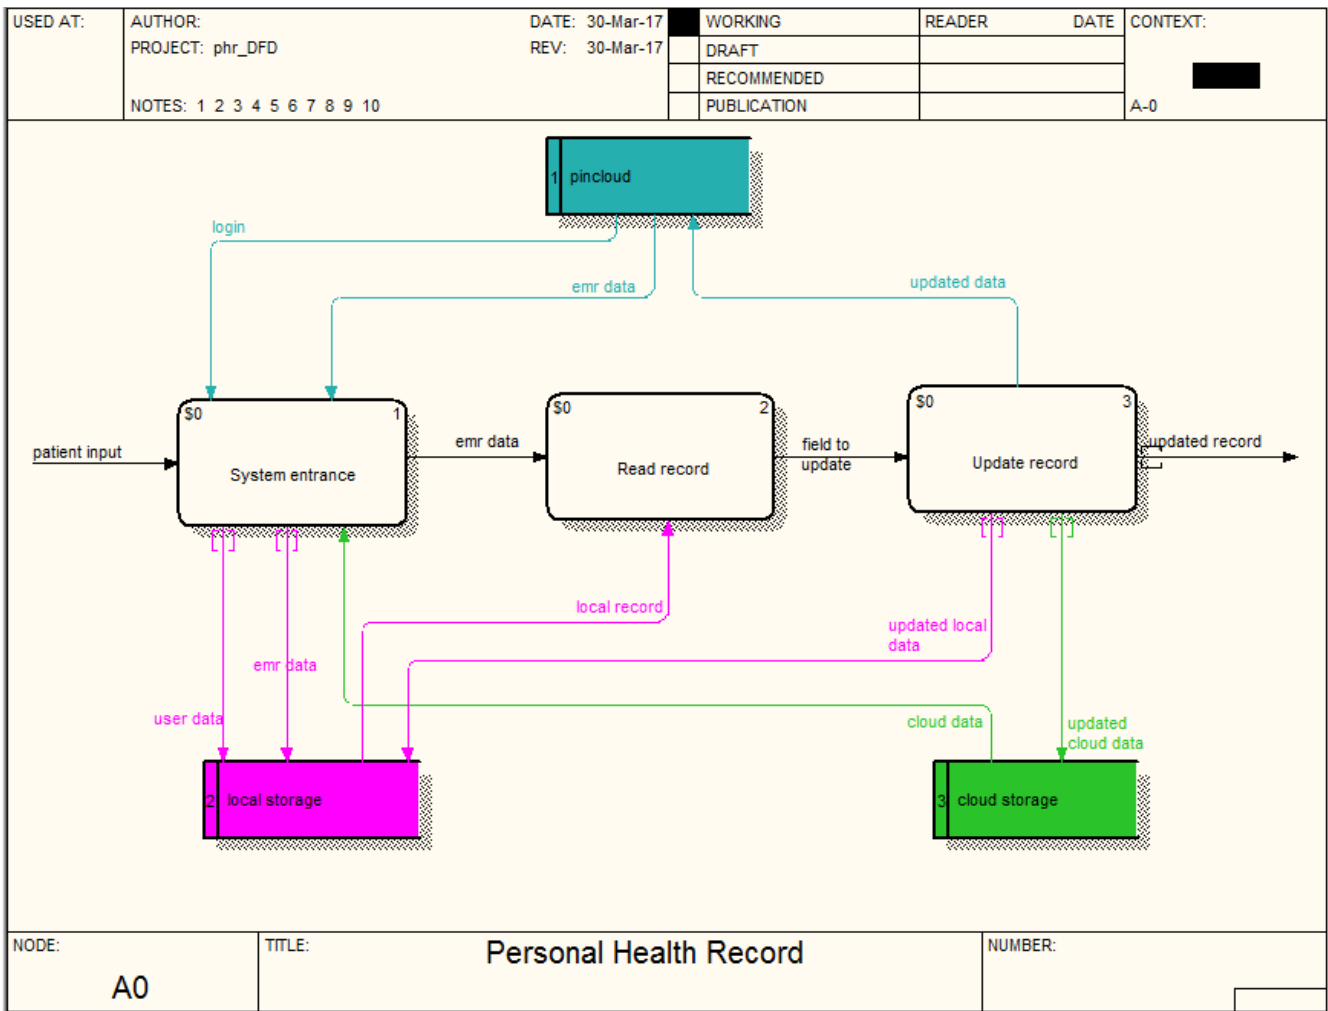 USED AT:
AUTHOR:
DATE: 30-Mar-17
WORKING
READER
DATE
CONTEXT:
PROJECT: phr_DFD
REV: 30-Mar-17
DRAFT
RECOMMENDED
NOTES: 1 2 3 4 5 6 7 8 9 10
PUBLICATION
A-0
1 pincloud
login
emr data
updated data
$0 1
System entrance
$0 2
Read record
$0 3
Update record
patient input
emr data
field to
update
updated record
local record
updated local
data
emr data
user data
cloud data
updated
cloud data
2 local storage
3 cloud storage
NODE:
A0
TITLE:
Personal Health Record
NUMBER: